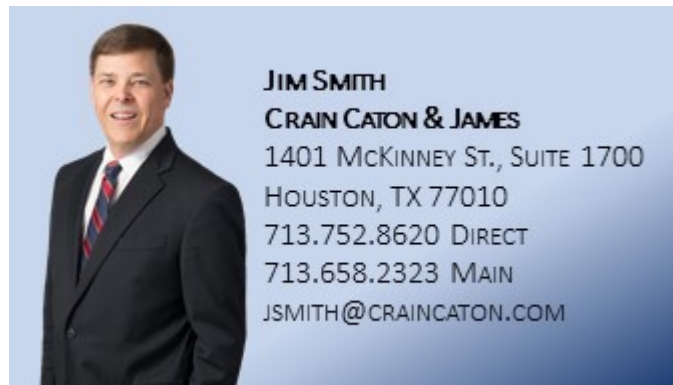 Jim Smith
Crain Caton & James
1401 McKinney St., Suite 1700
Houston, TX 77010
713.752.8620 Direct
713.658.2323 Main
jsmith@craincaton.com